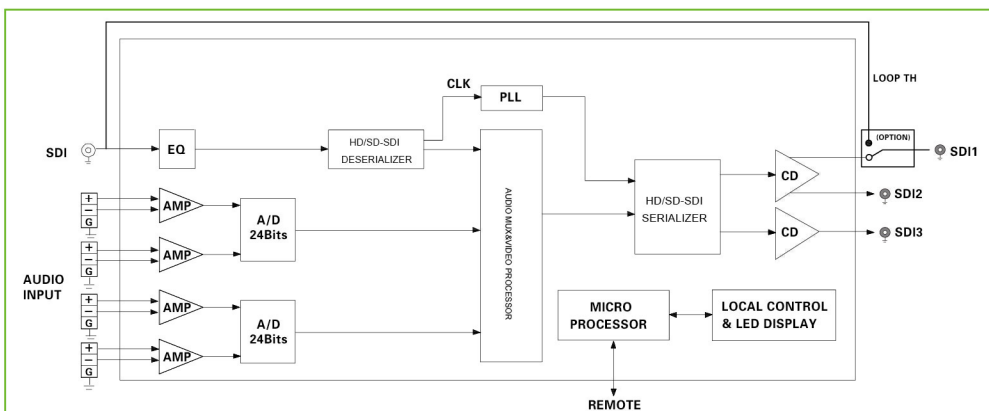 LOOP TH
CLK
PLL
(OPTION)
SDI
EQ
HD/SD-SDI
DESERIALIZER
SDI1
CD
SDI2
AUDIO MUX&VIDEO PROCESSOR
HD/SD-SDI
SERIALIZER
CD
SDI3
+
−
G
AMP
A/D
24Bits
+
−
G
AMP
AUDIO
INPUT
+
−
G
AMP
A/D
24Bits
+
−
G
AMP
MICRO
PROCESSOR
LOCAL CONTROL
& LED DISPLAY
REMOTE